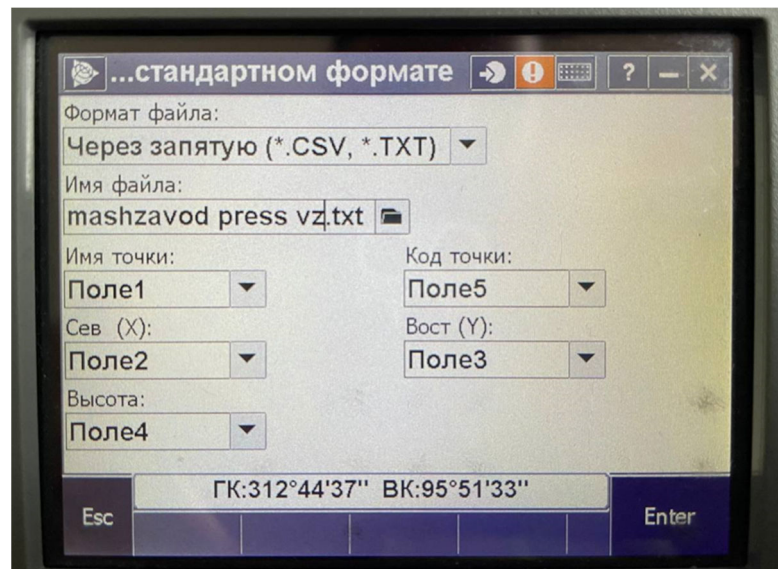 ...стандартном формате ? – ×
Формат файла:
Через запятую (*.CSV, *.TXT)
Имя файла:
mashzavod press vz.txt
Имя точки: Код точки:
Поле1 Поле5
Сев (X): Вост (Y):
Поле2 Поле3
Высота:
Поле4
ГК:312°44'37" ВК:95°51'33"
Esc Enter